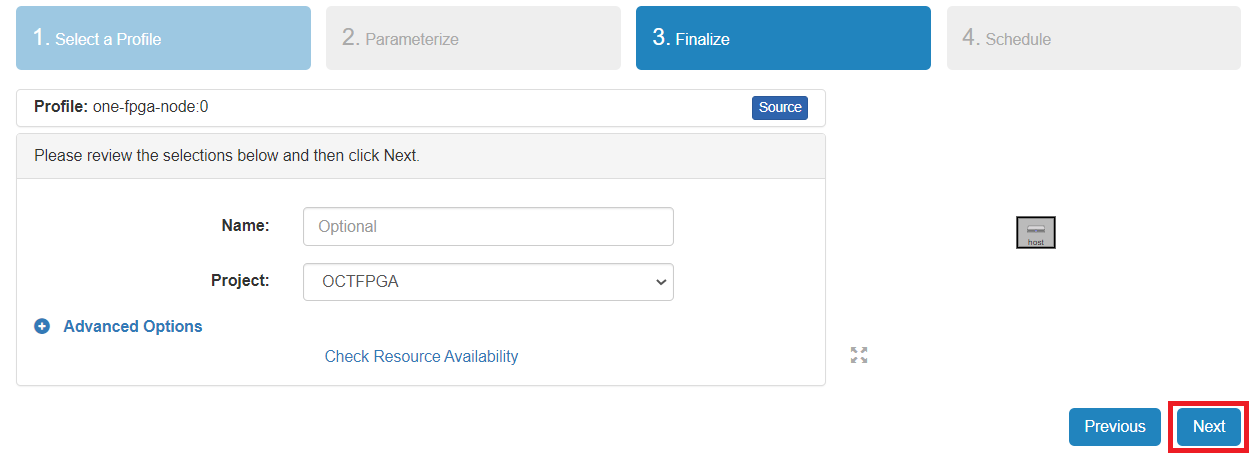 1. Select a Profile
2. Parameterize
3. Finalize
4. Schedule
Profile: one-fpga-node:0
Source
Please review the selections below and then click Next.
Name:
Optional
Project:
OCTFPGA
Advanced Options
Check Resource Availability
host
Previous
Next